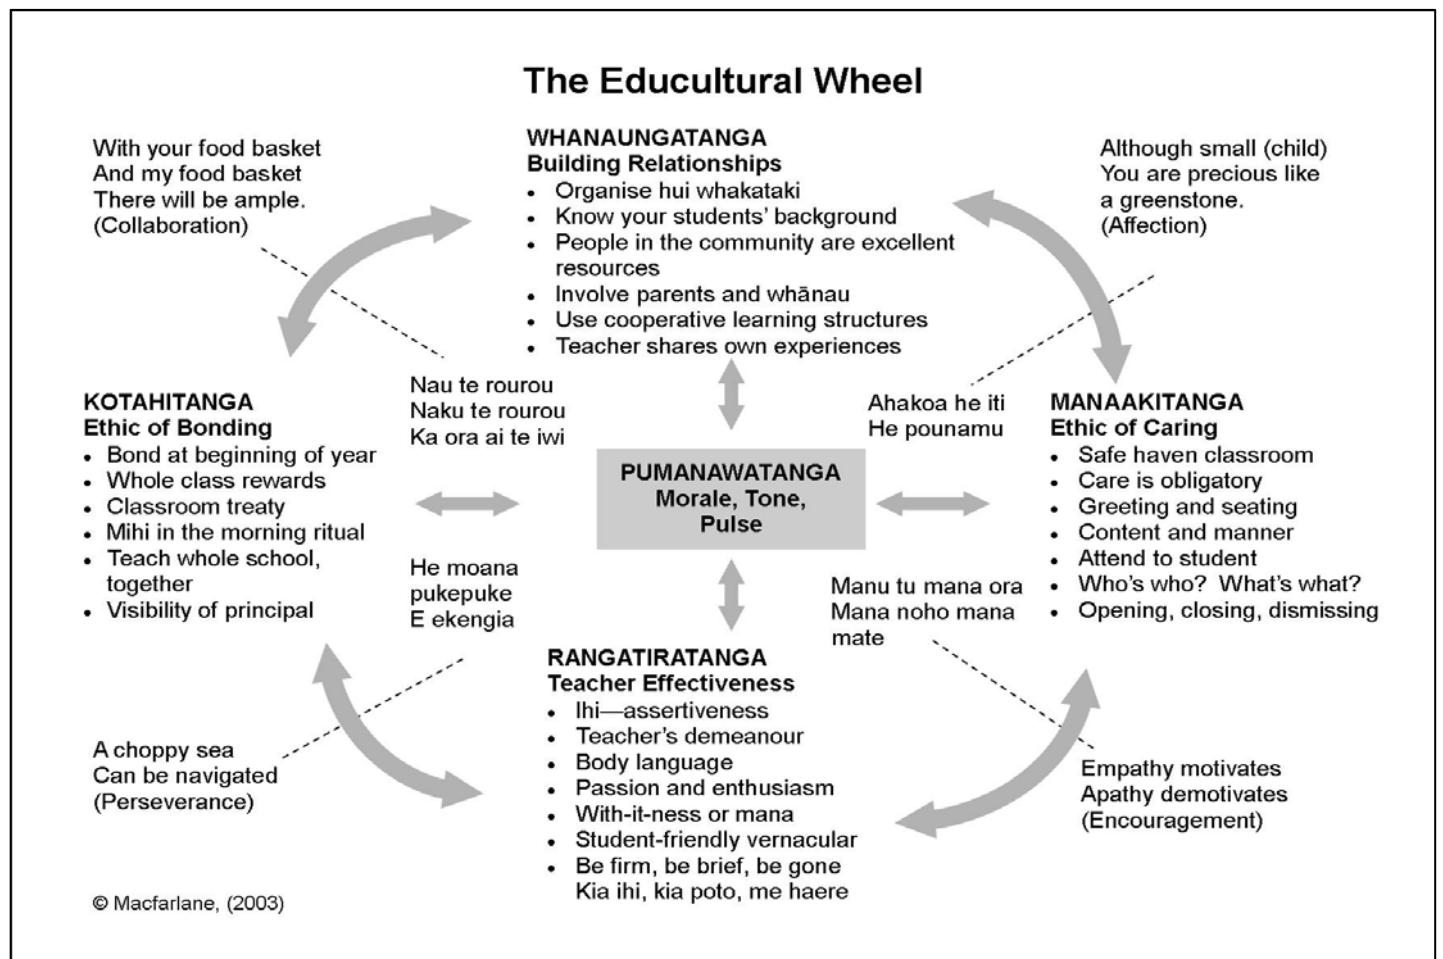 The Educultural Wheel
With your food basket
And my food basket
There will be ample.
(Collaboration)
WHANAUNGATANGA
Building Relationships
• Organise hui whakataki
• Know your students' background
• People in the community are excellent
resources
• Involve parents and whānau
• Use cooperative learning structures
• Teacher shares own experiences
Although small (child)
You are precious like
a greenstone.
(Affection)
KOTAHITANGA
Ethic of Bonding
• Bond at beginning of year
• Whole class rewards
• Classroom treaty
• Mihi in the morning ritual
• Teach whole school,
together
• Visibility of principal
Nau te rourou
Naku te rourou
Ka ora ai te iwi
PUMANAWATANGA
Morale, Tone,
Pulse
Ahakoa he iti
He pounamu
MANAAKITANGA
Ethic of Caring
• Safe haven classroom
• Care is obligatory
• Greeting and seating
• Content and manner
• Attend to student
• Who's who? What's what?
• Opening, closing, dismissing
He moana
pukepuke
E ekengia
Manu tu mana ora
Mana noho mana
mate
A choppy sea
Can be navigated
(Perseverance)
RANGATIRATANGA
Teacher Effectiveness
• Ihi—assertiveness
• Teacher's demeanour
• Body language
• Passion and enthusiasm
• With-it-ness or mana
• Student-friendly vernacular
• Be firm, be brief, be gone
Kia ihi, kia poto, me haere
Empathy motivates
Apathy demotivates
(Encouragement)
© Macfarlane, (2003)